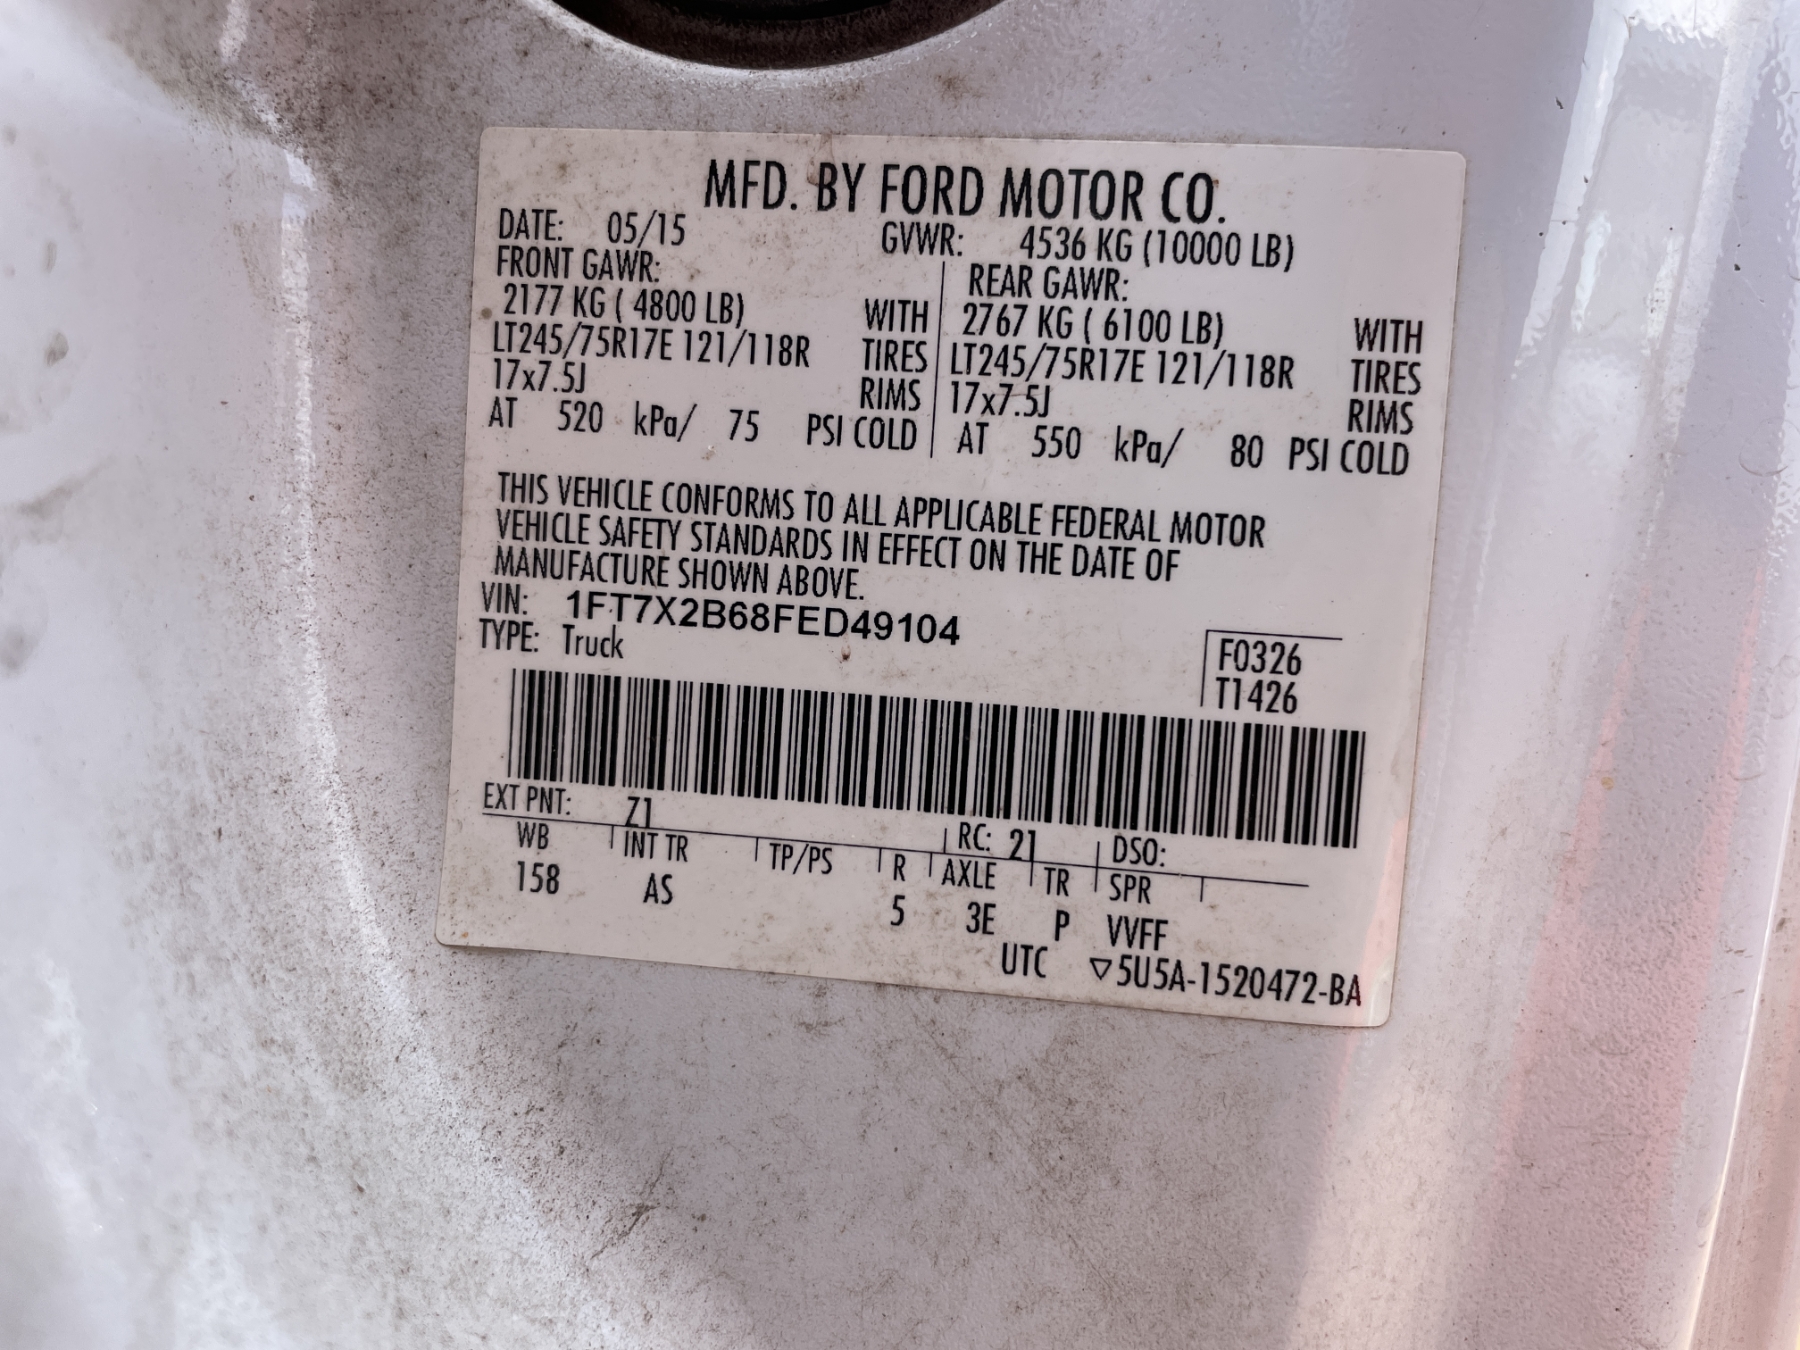 MFD. BY FORD MOTOR CO.
DATE: 05/15 GVWR: 4536 KG (10000 LB)
FRONT GAWR: REAR GAWR:
2177 KG ( 4800 LB) WITH 2767 KG ( 6100 LB) WITH
LT245/75R17E 121/118R TIRES LT245/75R17E 121/118R TIRES
17x7.5J RIMS 17x7.5J RIMS
AT 520 kPa/ 75 PSI COLD AT 550 kPa/ 80 PSI COLD
THIS VEHICLE CONFORMS TO ALL APPLICABLE FEDERAL MOTOR
VEHICLE SAFETY STANDARDS IN EFFECT ON THE DATE OF
MANUFACTURE SHOWN ABOVE.
VIN: 1FT7X2B68FED49104
TYPE: Truck F0326
T1426
EXT PNT: Z1 RC: 21 DSO:
WB INT TR TP/PS R AXLE TR SPR
158 AS 5 3E P VVFF
UTC ▽5U5A-1520472-BA